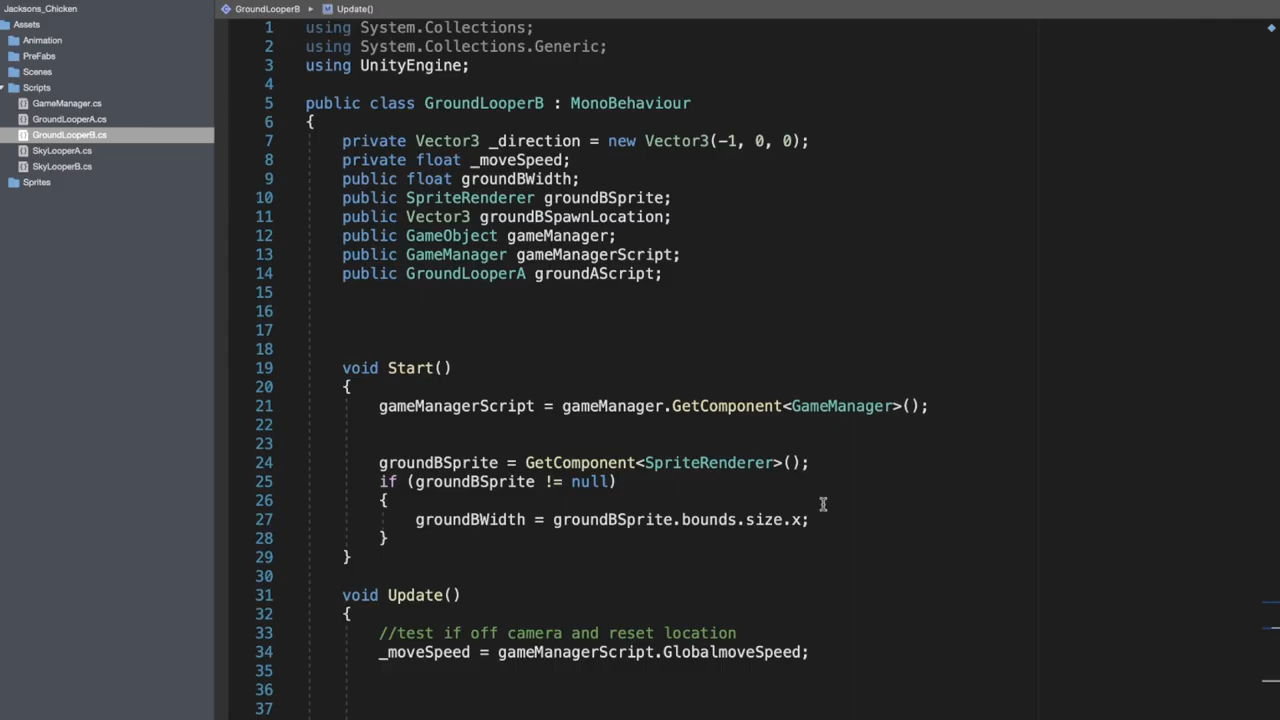 Jacksons_Chicken
Assets
Animation
PreFabs
Scenes
Scripts
GameManager.cs
GroundLooperA.cs
GroundLooperB.cs
SkyLooperA.cs
SkyLooperB.cs
Sprites
GroundLooperB ▸ M Update()
1 using System.Collections;
2 using System.Collections.Generic;
3 using UnityEngine;
4
5 public class GroundLooperB : MonoBehaviour
6 {
7 private Vector3 _direction = new Vector3(-1, 0, 0);
8 private float _moveSpeed;
9 public float groundBWidth;
10 public SpriteRenderer groundBSprite;
11 public Vector3 groundBSpawnLocation;
12 public GameObject gameManager;
13 public GameManager gameManagerScript;
14 public GroundLooperA groundAScript;
15
16
17
18
19 void Start()
20 {
21 gameManagerScript = gameManager.GetComponent<GameManager>();
22
23
24 groundBSprite = GetComponent<SpriteRenderer>();
25 if (groundBSprite != null)
26 {
27 groundBWidth = groundBSprite.bounds.size.x;
28 }
29 }
30
31 void Update()
32 {
33 //test if off camera and reset location
34 _moveSpeed = gameManagerScript.GlobalmoveSpeed;
35
36
37